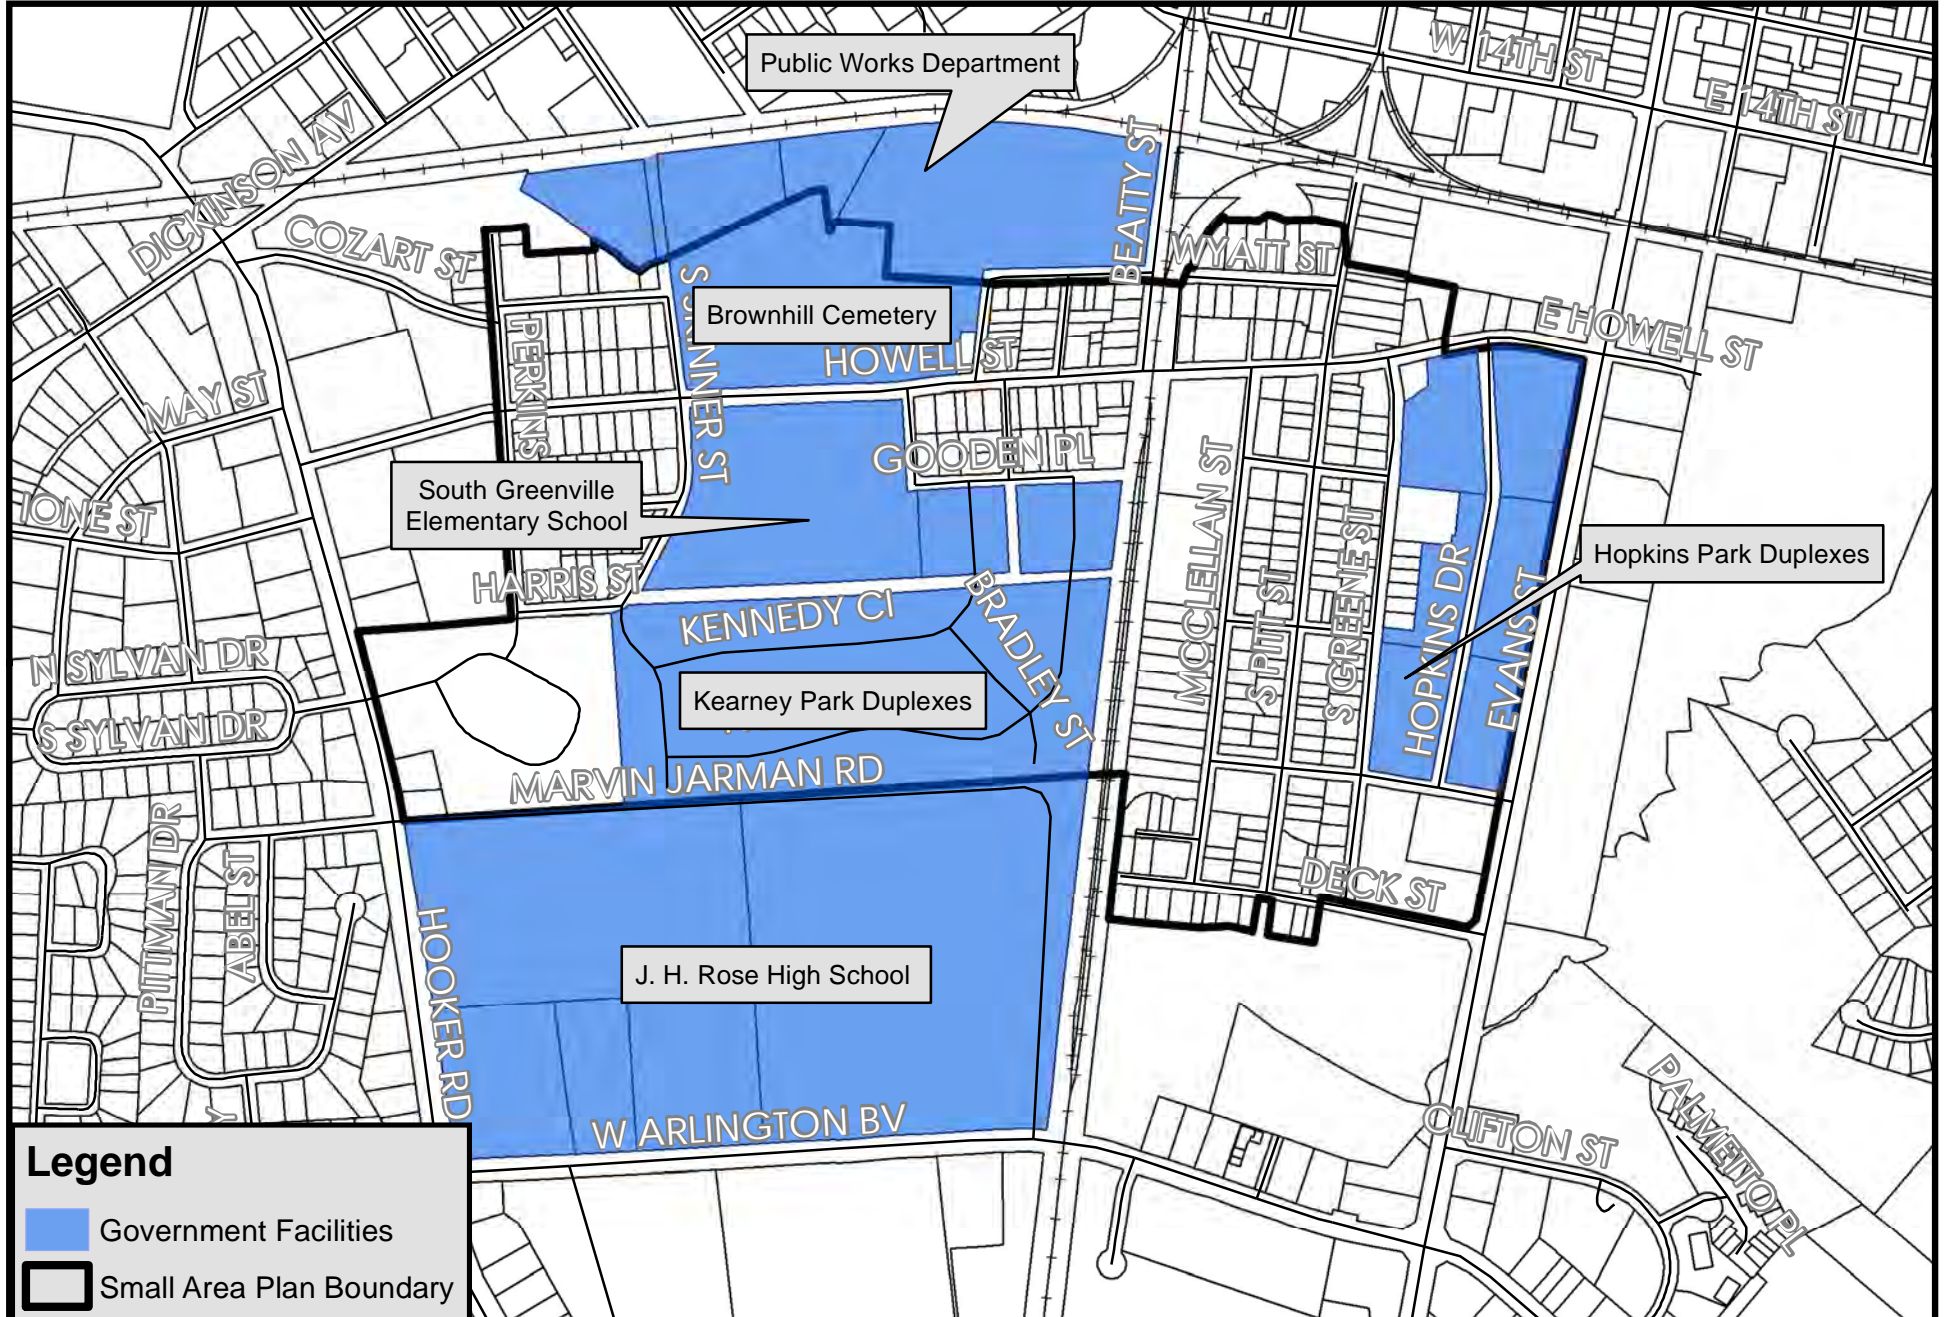 W 14TH ST
Public Works Department
E 14TH ST
DICKINSON AV
BEATTY ST
COZART ST
WYATT ST
S SKINNER ST
Brownhill Cemetery
E HOWELL ST
HOWELL ST
PERKINS
MAY ST
GOODEN PL
South Greenville
Elementary School
IONE ST
MCCLELLAN ST
S PITT ST
S GREENE ST
HOPKINS DR
EVANS ST
Hopkins Park Duplexes
HARRIS ST
KENNEDY CI
BRADLEY ST
N SYLVAN DR
S SYLVAN DR
Kearney Park Duplexes
MARVIN JARMAN RD
PITTMAN DR
ABEL ST
DECK ST
HOOKER RD
J. H. Rose High School
W ARLINGTON BV
CLIFTON ST
PALMETTO PL
Y
Legend
Government Facilities
Small Area Plan Boundary